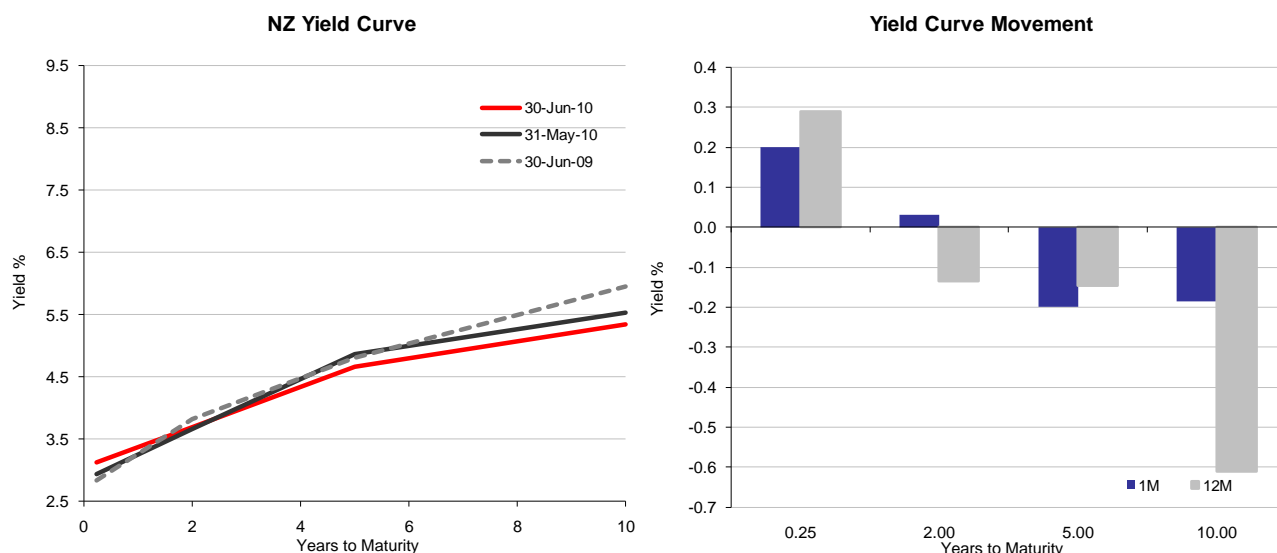 NZ Yield Curve
9.5
8.5
7.5
6.5
5.5
4.5
3.5
2.5
Yield %
30-Jun-10
31-May-10
30-Jun-09
0 2 4 6 8 10
Years to Maturity
Yield Curve Movement
0.4
0.3
0.2
0.1
0.0
-0.1
-0.2
-0.3
-0.4
-0.5
-0.6
-0.7
Yield %
1M 12M
0.25 2.00 5.00 10.00
Years to Maturity